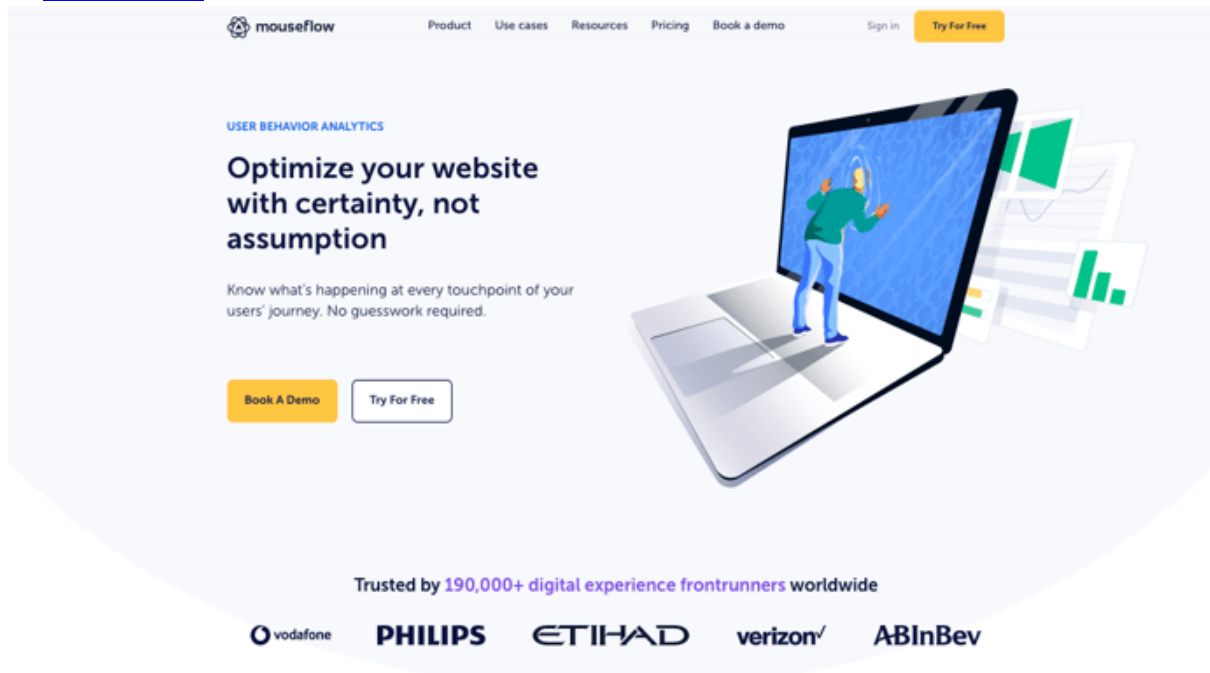 mouseflow
Product Use cases Resources Pricing Book a demo Sign in Try For Free
USER BEHAVIOR ANALYTICS
Optimize your website
with certainty, not
assumption
Know what's happening at every touchpoint of your
users' journey. No guesswork required.
Book A Demo Try For Free
Trusted by 190,000+ digital experience frontrunners worldwide
vodafone PHILIPS ETIHAD verizon✓ ABInBev